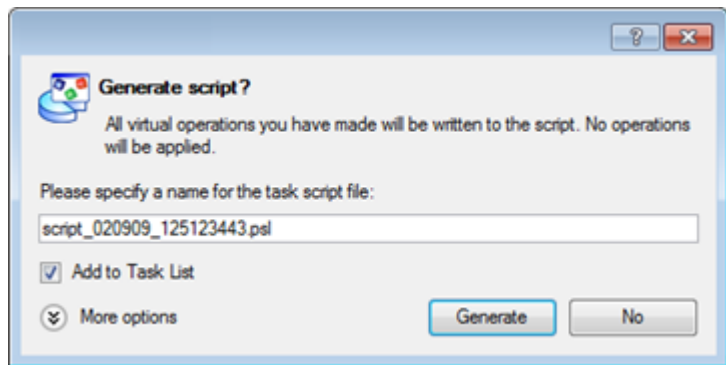 Generate script?
All virtual operations you have made will be written to the script. No operations
will be applied.
Please specify a name for the task script file:
script_020909_125123443.psl
Add to Task List
More options
Generate
No